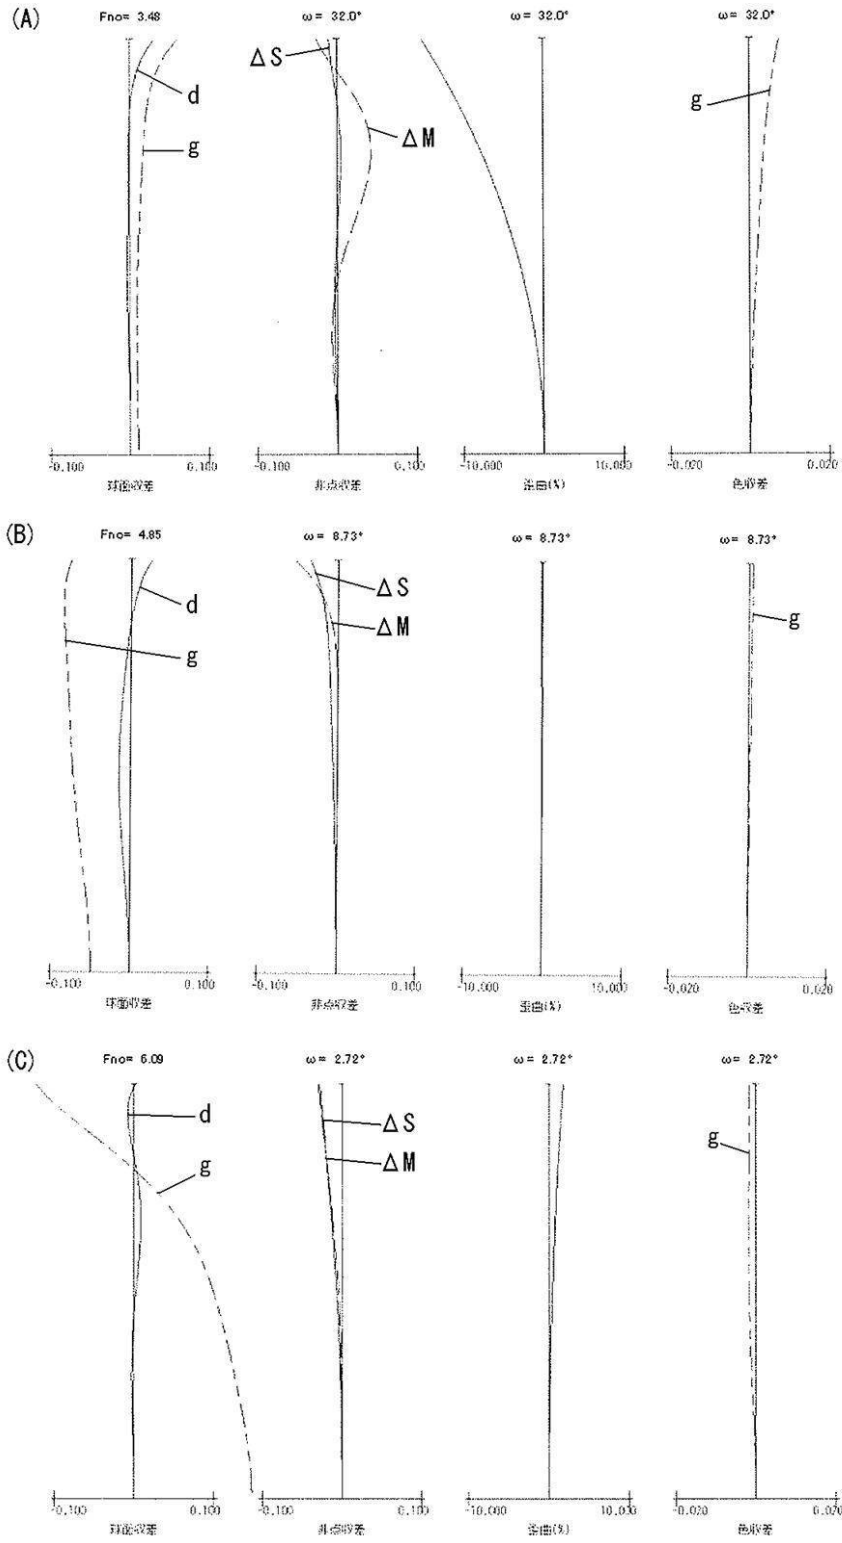 (A)
Fno= 3.48
ω= 32.0°
ω= 32.0°
ω= 32.0°
ΔS
d
g
ΔM
g
-0.100 0.100
-0.100 0.100
-10.000 10.000
-0.020 0.020
球面収差
非点収差
歪曲(%)
色収差
(B)
Fno= 4.85
ω= 8.73°
ω= 8.73°
ω= 8.73°
d
ΔS
g
ΔM
g
-0.100 0.100
-0.100 0.100
-10.000 10.000
-0.020 0.020
球面収差
非点収差
歪曲(%)
色収差
(C)
Fno= 6.09
ω= 2.72°
ω= 2.72°
ω= 2.72°
d
ΔS
g
ΔM
g
-0.100 0.100
-0.100 0.100
-10.000 10.000
-0.020 0.020
球面収差
非点収差
歪曲(%)
色収差